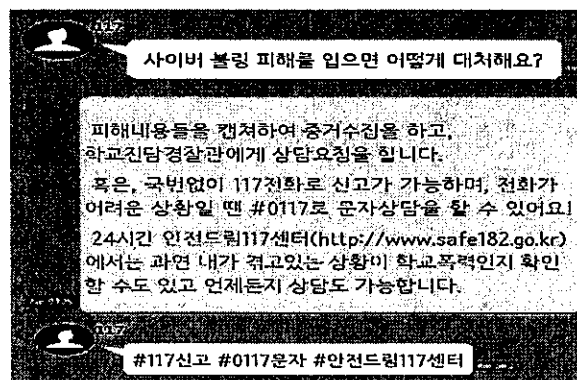 117
사이버 불링 피해를 입으면 어떻게 대처해요?
피해내용들을 캡쳐하여 증거수집을 하고,
학교전담경찰관에게 상담요청을 합니다.
혹은, 국번없이 117전화로 신고가 가능하며, 전화가
어려운 상황일 땐 #0117로 문자상담을 할 수 있어요!
24시간 안전드림117센터(http://www.safe182.go.kr)
에서는 과연 내가 겪고있는 상황이 학교폭력인지 확인
할 수도 있고 언제든지 상담도 가능합니다.
117
#117신고 #0117문자 #안전드림117센터